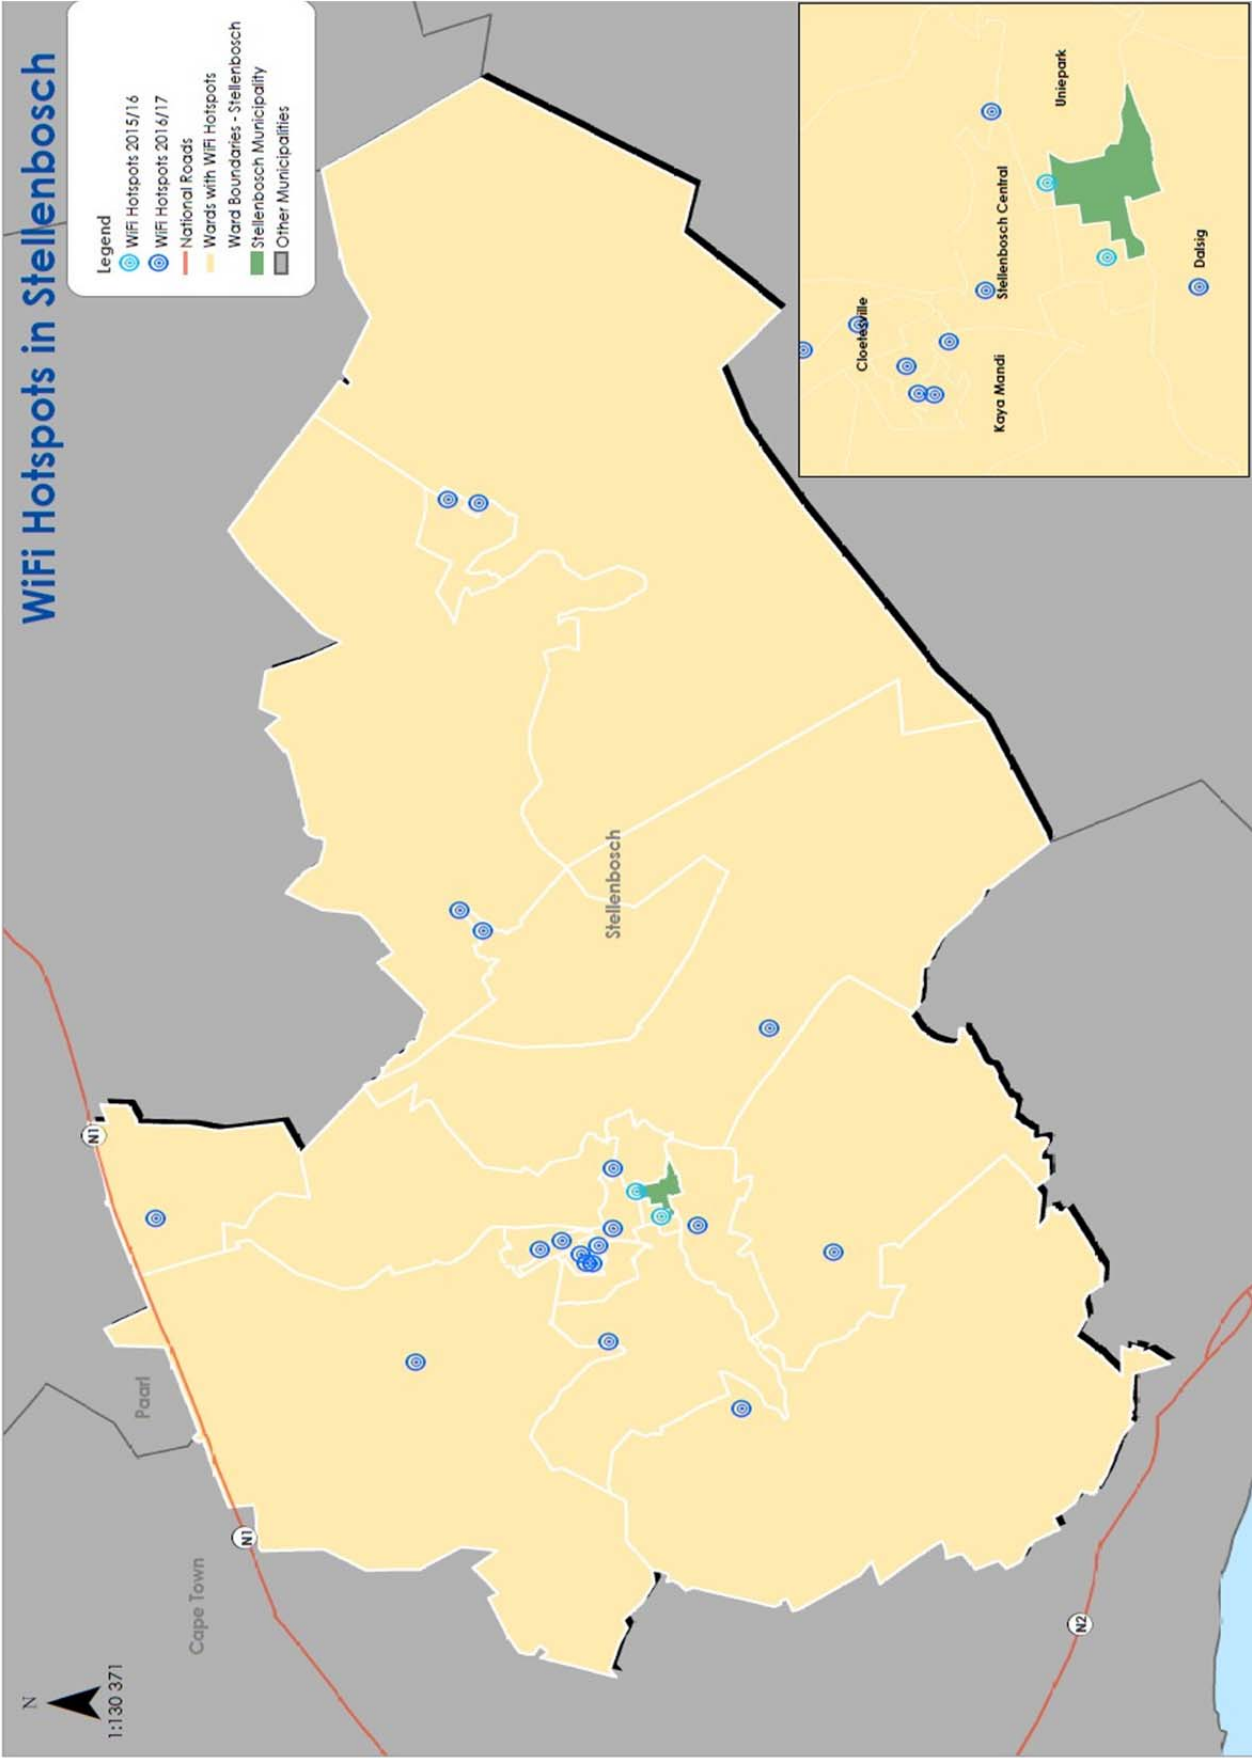 WiFi Hotspots in Stellenbosch
Legend
WiFi Hotspots 2015/16
WiFi Hotspots 2016/17
National Roads
Wards with WiFi Hotspots
Ward Boundaries - Stellenbosch
Stellenbosch Municipality
Other Municipalities
N
1:130 371
Cape Town
Paarl
N1
N1
Stellenbosch
N2
Cloetesville
Kaya Mandi
Stellenbosch Central
Uniepark
Dalsig